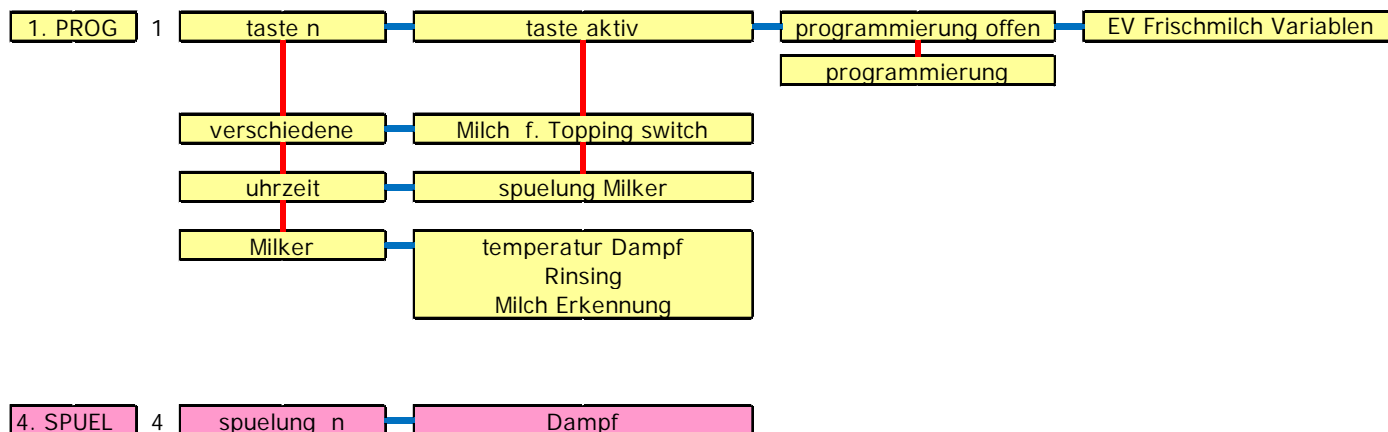 1. PROG 1 taste n taste aktiv programmierung offen EV Frischmilch Variablen
programmierung
verschiedene Milch f. Topping switch
uhrzeit spuelung Milker
Milker temperatur Dampf
Rinsing
Milch Erkennung
4. SPUEL 4 spuelung n Dampf